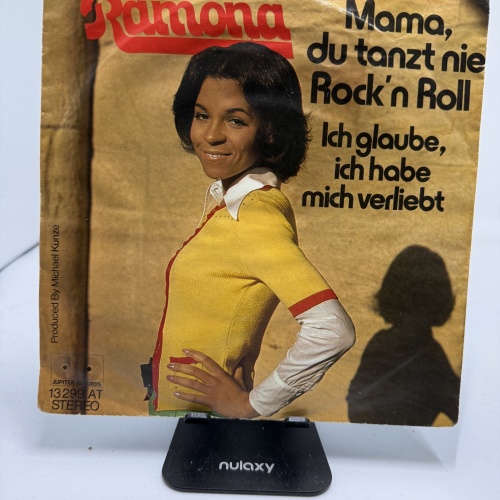 Ramona
Mama,
du tanzt nie
Rock'n Roll
Ich glaube,
ich habe
mich verliebt
Produced By Michael Kunze
JUPITER RECORDS
13 299 AT
STEREO
nulaxy